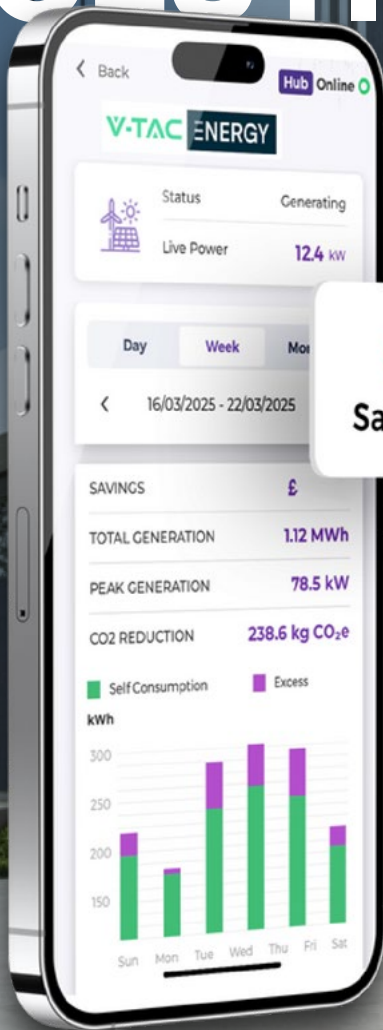 Back
Hub Online
V-TAC ENERGY
Status Generating
Live Power 12.4 kW
Day Week
16/03/2025 - 22/03/2025
SAVINGS £
TOTAL GENERATION 1.12 MWh
PEAK GENERATION 78.5 kW
CO2 REDUCTION 238.6 kg CO₂e
Self Consumption Excess
kWh
300
250
200
150
Sun Mon Tue Wed Thu Fri Sat